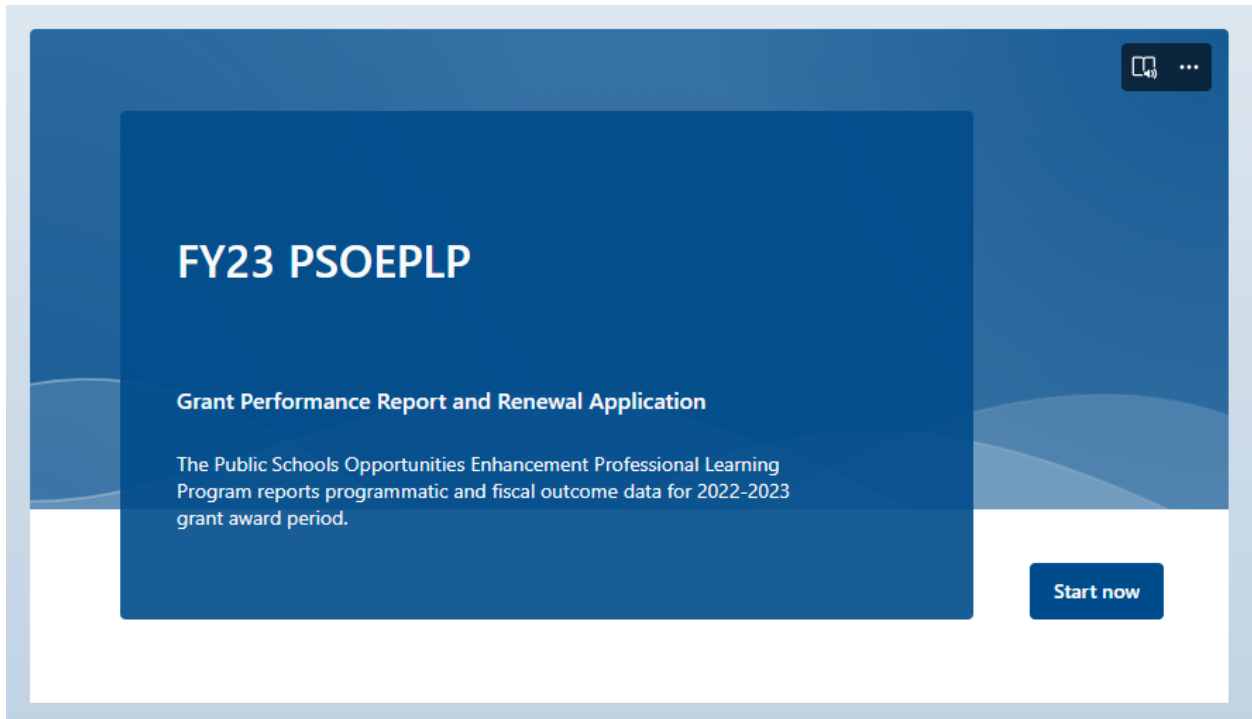 FY23 PSOEPLP
Grant Performance Report and Renewal Application
The Public Schools Opportunities Enhancement Professional Learning
Program reports programmatic and fiscal outcome data for 2022-2023
grant award period.
Start now